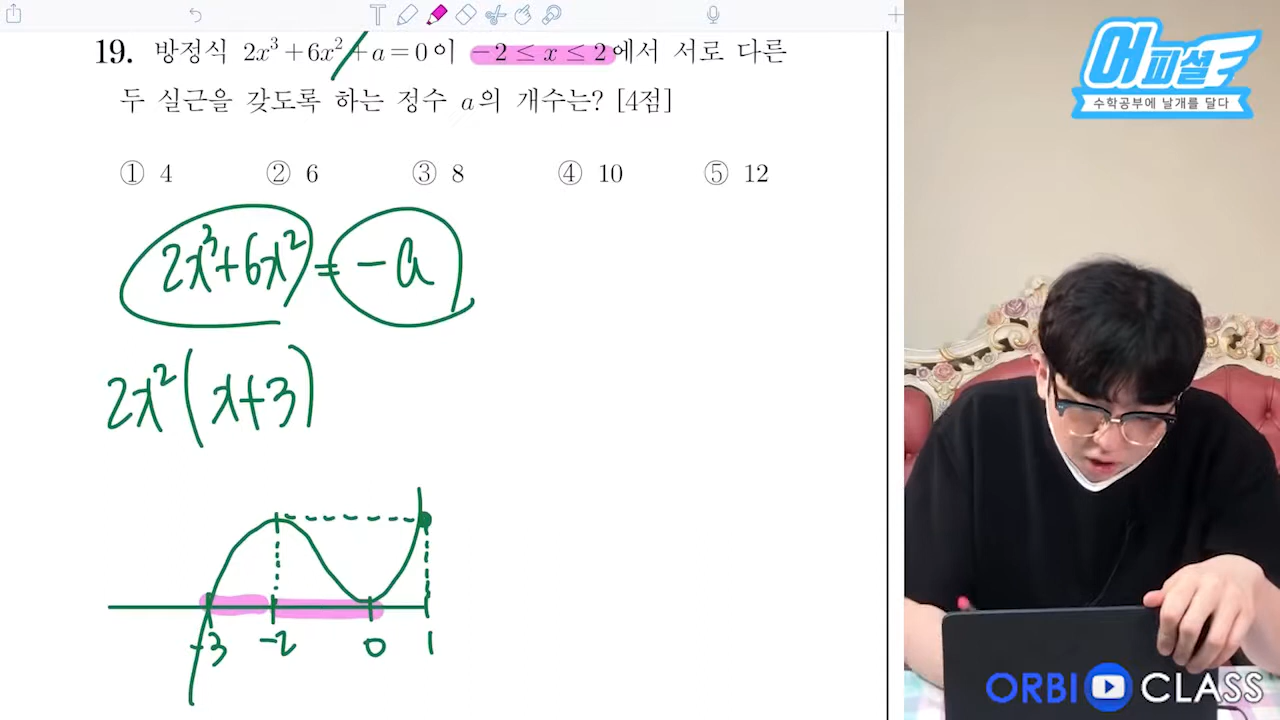 19. 방정식 2x³+6x²+a=0이 -2≤x≤2에서 서로 다른
두 실근을 갖도록 하는 정수 a의 개수는? [4점]
① 4 ② 6 ③ 8 ④ 10 ⑤ 12
2x³+6x² = -a
2x²(x+3)
-3 -2 0 1
어피셜
수학공부에 날개를 달다
ORBI CLASS